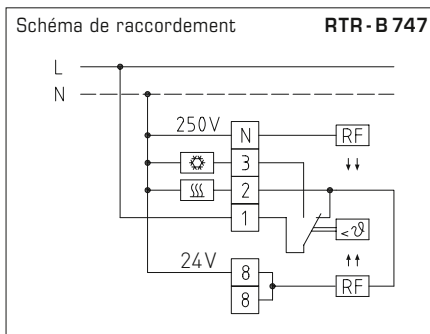 Schéma de raccordement RTR-B 747
L
N
250V N RF
3
2
1 <ϑ
24V 8 RF
8